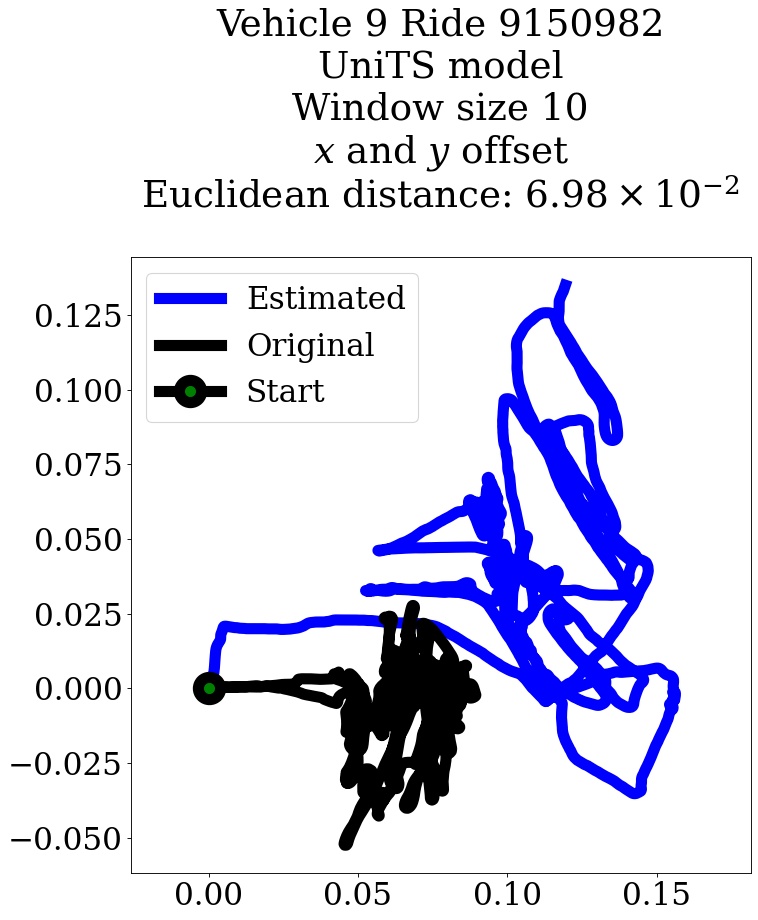 Vehicle 9 Ride 9150982
UniTS model
Window size 10
x and y offset
Euclidean distance: 6.98 × 10⁻²
Estimated
Original
Start
0.125
0.100
0.075
0.050
0.025
0.000
−0.025
−0.050
0.00 0.05 0.10 0.15